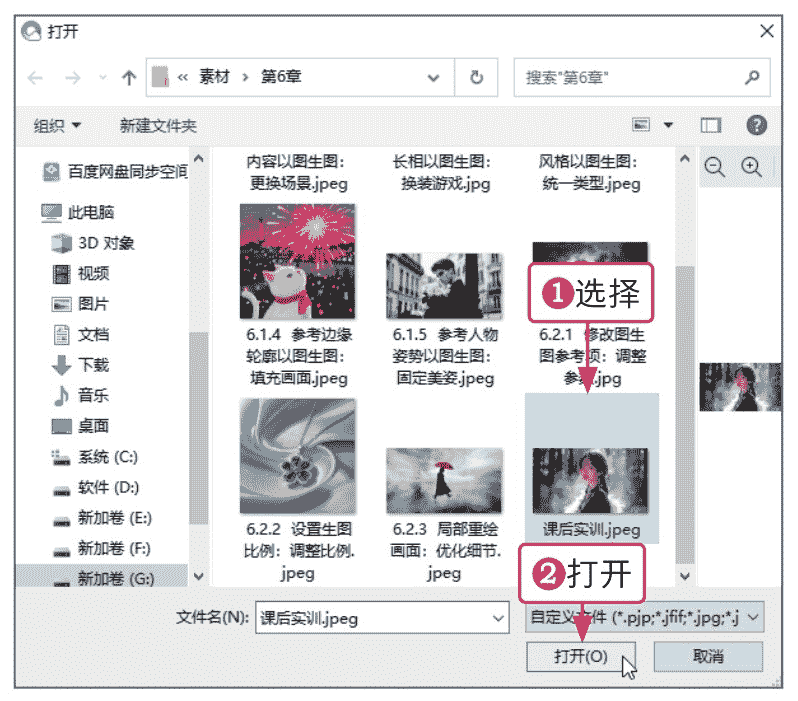 打开
« 素材 › 第6章
搜索"第6章"
组织
新建文件夹
百度网盘同步空间
此电脑
3D 对象
视频
图片
文档
下载
音乐
桌面
系统 (C:)
软件 (D:)
新加卷 (E:)
新加卷 (F:)
新加卷 (G:)
内容以图生图:
更换场景.jpeg
长相以图生图:
换装游戏.jpg
风格以图生图:
统一类型.jpeg
6.1.4 参考边缘
轮廓以图生图:
填充画面.jpeg
6.1.5 参考人物
姿势以图生图:
固定美姿.jpeg
❶选择
6.2.1 修改图生
图参考项: 调整
.jpg
6.2.2 设置生图
比例: 调整比例.
jpeg
6.2.3 局部重绘
画面: 优化细节.
jpeg
课后实训.jpeg
❷打开
文件名(N):
课后实训.jpeg
自定义文件 (*.pjp;*.jfif;*.jpg;*.j
打开(O)
取消